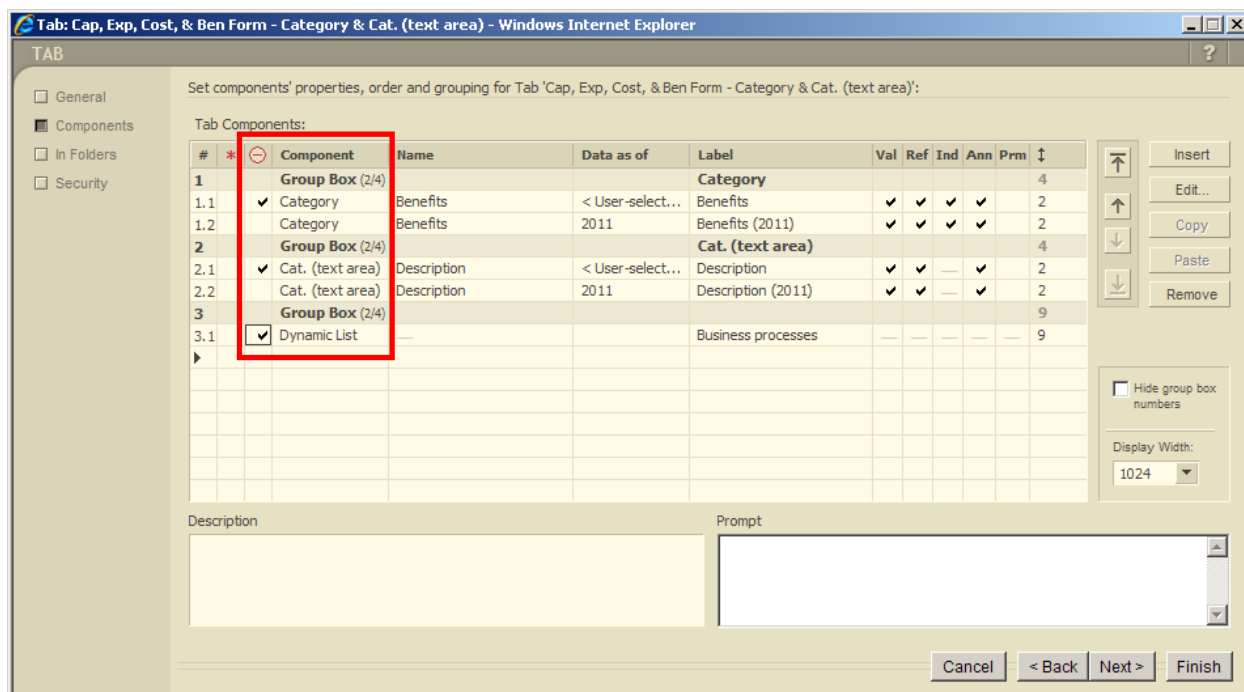 Tab: Cap, Exp, Cost, & Ben Form - Category & Cat. (text area) - Windows Internet Explorer
TAB ?
General
Components
In Folders
Security
Set components' properties, order and grouping for Tab 'Cap, Exp, Cost, & Ben Form - Category & Cat. (text area)':
Tab Components:
# * Component Name Data as of Label Val Ref Ind Ann Prm ↕
1 Group Box (2/4) Category 4
1.1 ✔ Category Benefits < User-select... Benefits ✔ ✔ ✔ ✔ 2
1.2 Category Benefits 2011 Benefits (2011) ✔ ✔ ✔ ✔ 2
2 Group Box (2/4) Cat. (text area) 4
2.1 ✔ Cat. (text area) Description < User-select... Description ✔ ✔ — ✔ 2
2.2 Cat. (text area) Description 2011 Description (2011) ✔ ✔ — ✔ 2
3 Group Box (2/4) 9
3.1 ✔ Dynamic List — Business processes — — — — — 9
Insert
Edit...
Copy
Paste
Remove
Hide group box
numbers
Display Width:
1024
Description Prompt
Cancel < Back Next > Finish